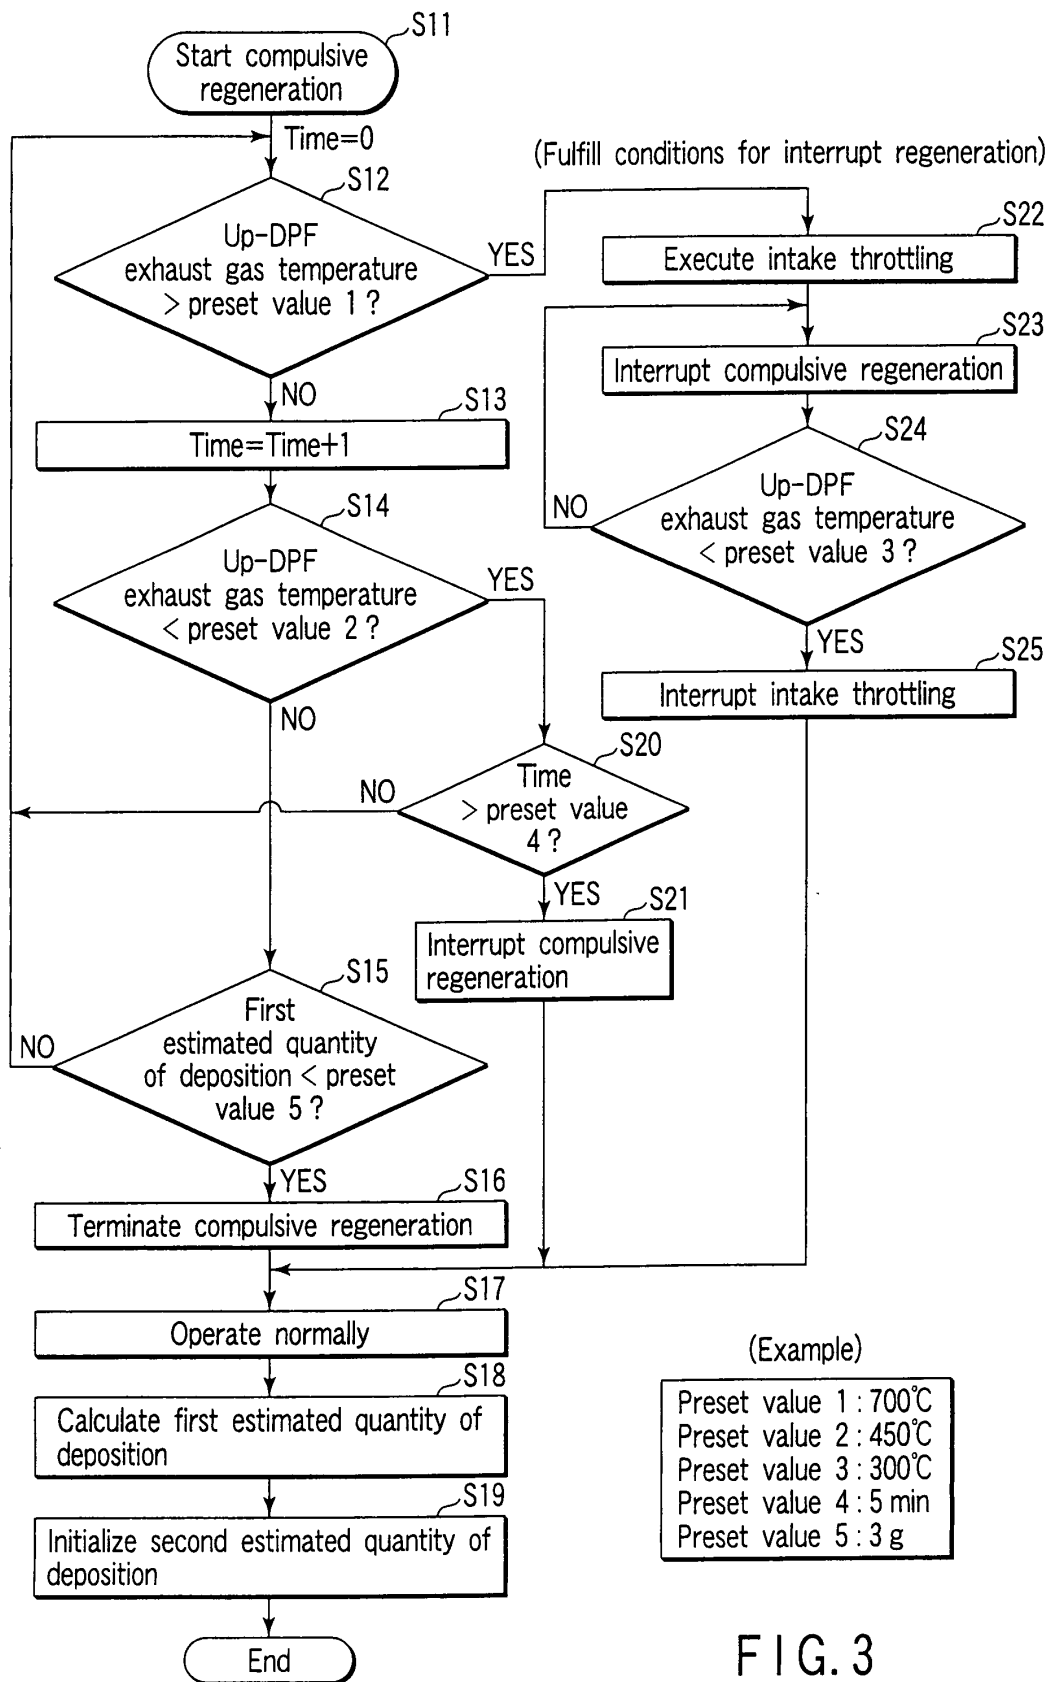 S11
Start compulsive
regeneration
Time=0
(Fulfill conditions for interrupt regeneration)
S12
Up-DPF
exhaust gas temperature
> preset value 1?
YES
NO
S22
Execute intake throttling
S23
Interrupt compulsive regeneration
S13
Time=Time+1
S24
Up-DPF
exhaust gas temperature
< preset value 3?
NO
YES
S14
Up-DPF
exhaust gas temperature
< preset value 2?
YES
NO
S25
Interrupt intake throttling
S20
Time
> preset value
4?
NO
YES
S21
Interrupt compulsive
regeneration
S15
First
estimated quantity
of deposition < preset
value 5?
NO
YES
S16
Terminate compulsive regeneration
S17
Operate normally
S18
Calculate first estimated quantity of
deposition
S19
Initialize second estimated quantity of
deposition
End
(Example)
Preset value 1 : 700℃
Preset value 2 : 450℃
Preset value 3 : 300℃
Preset value 4 : 5 min
Preset value 5 : 3 g
FIG. 3